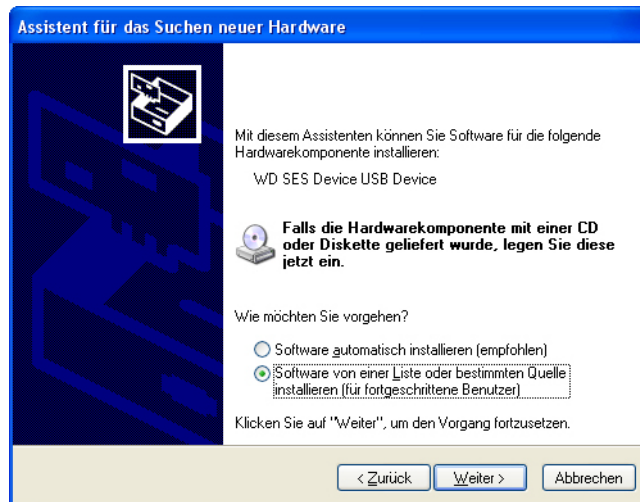 Assistent für das Suchen neuer Hardware
Mit diesem Assistenten können Sie Software für die folgende
Hardwarekomponente installieren:
WD SES Device USB Device
Falls die Hardwarekomponente mit einer CD
oder Diskette geliefert wurde, legen Sie diese
jetzt ein.
Wie möchten Sie vorgehen?
Software automatisch installieren (empfohlen)
Software von einer Liste oder bestimmten Quelle
installieren (für fortgeschrittene Benutzer)
Klicken Sie auf "Weiter", um den Vorgang fortzusetzen.
< Zurück Weiter > Abbrechen